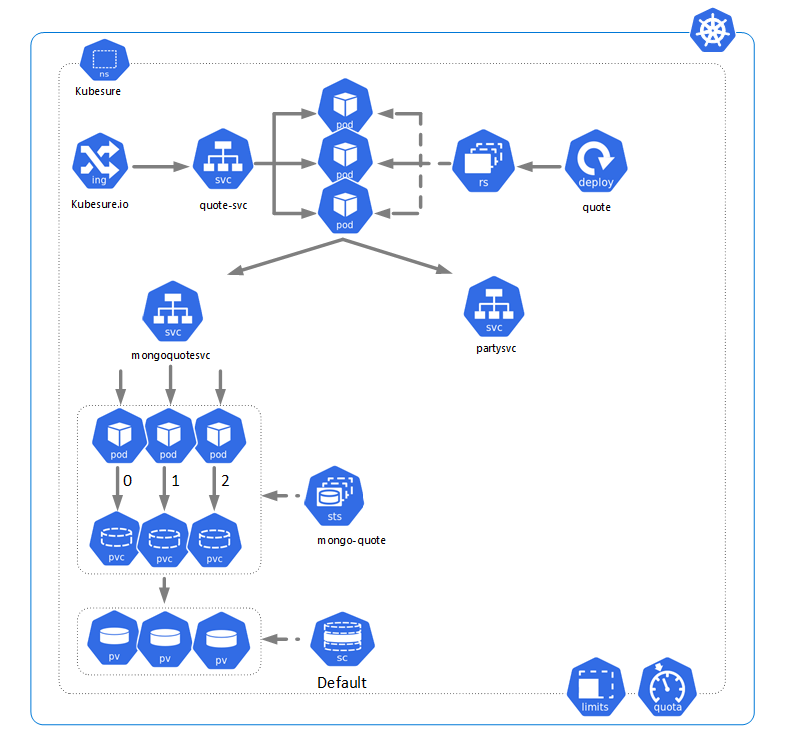 ns
Kubesure
pod
pod
pod
ing
svc
rs
deploy
Kubesure.io
quote-svc
quote
svc
svc
mongoquotesvc
partysvc
pod
pod
pod
0
1
2
sts
mongo-quote
pvc
pvc
pvc
pv
pv
pv
sc
Default
limits
quota